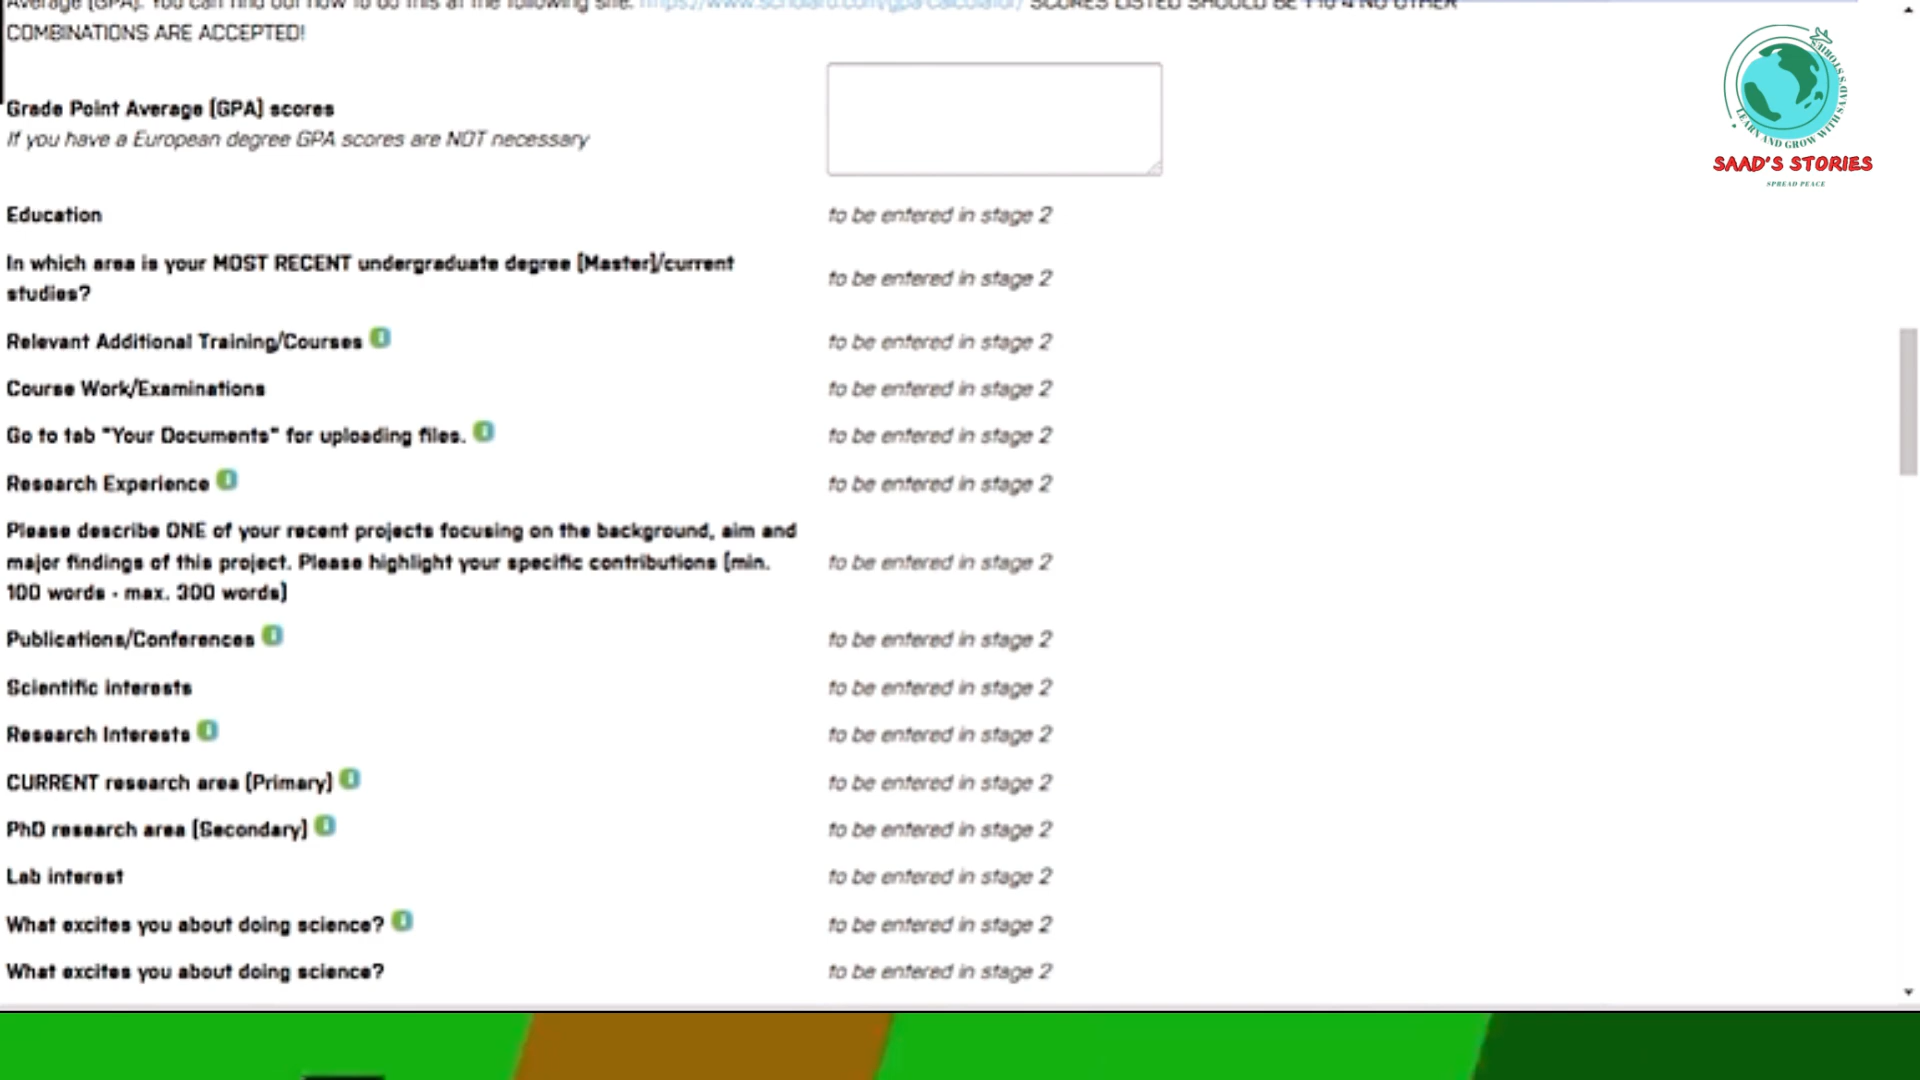 COMBINATIONS ARE ACCEPTED!
Grade Point Average (GPA) scores
If you have a European degree GPA scores are NOT necessary
Education
to be entered in stage 2
In which area is your MOST RECENT undergraduate degree (Master)/current
studies?
to be entered in stage 2
Relevant Additional Training/Courses
to be entered in stage 2
Course Work/Examinations
to be entered in stage 2
Go to tab "Your Documents" for uploading files.
to be entered in stage 2
Research Experience
to be entered in stage 2
Please describe ONE of your recent projects focusing on the background, aim and
major findings of this project. Please highlight your specific contributions (min.
100 words - max. 300 words)
to be entered in stage 2
Publications/Conferences
to be entered in stage 2
Scientific interests
to be entered in stage 2
Research Interests
to be entered in stage 2
CURRENT research area (Primary)
to be entered in stage 2
PhD research area (Secondary)
to be entered in stage 2
Lab interest
to be entered in stage 2
What excites you about doing science?
to be entered in stage 2
What excites you about doing science?
to be entered in stage 2
LEARN AND GROW WITH SAAD'S STORIES
SAAD'S STORIES
SPREAD PEACE